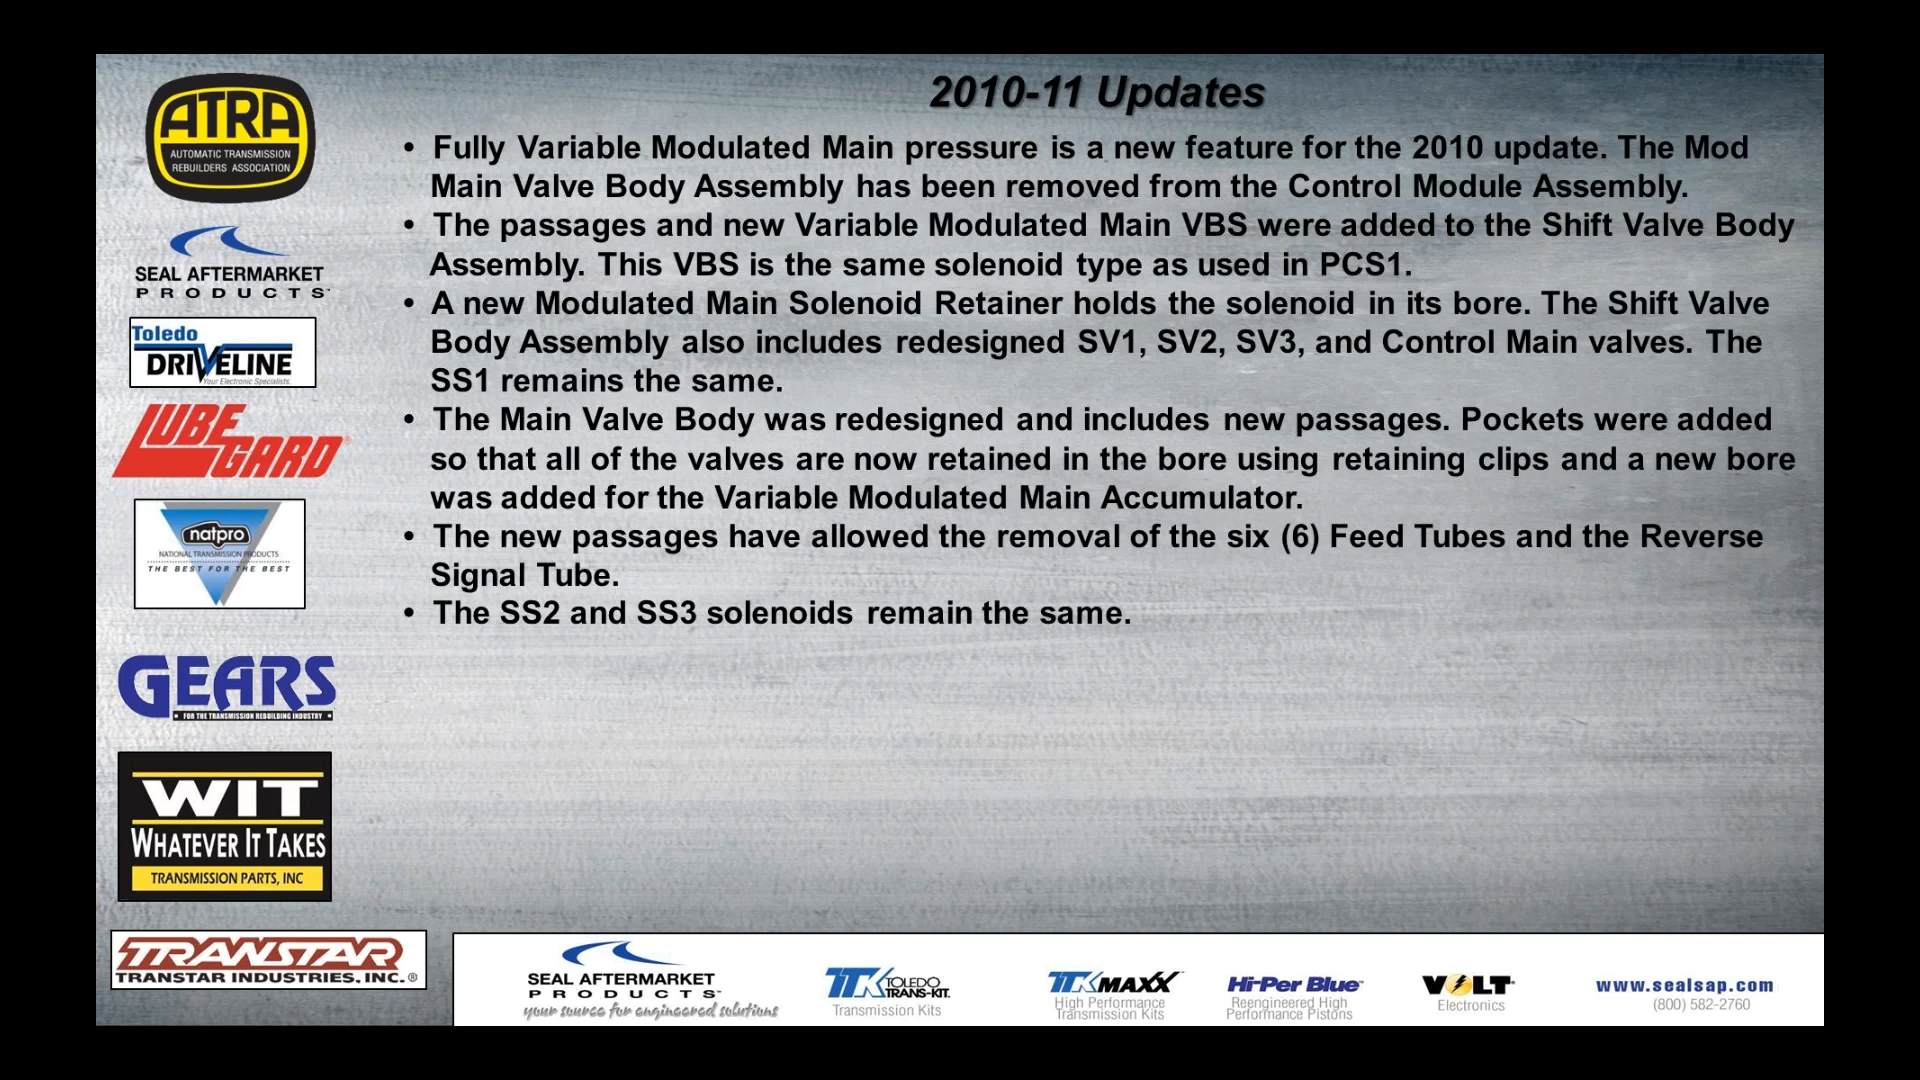 2010-11 Updates
• Fully Variable Modulated Main pressure is a new feature for the 2010 update. The Mod
Main Valve Body Assembly has been removed from the Control Module Assembly.
• The passages and new Variable Modulated Main VBS were added to the Shift Valve Body
Assembly. This VBS is the same solenoid type as used in PCS1.
• A new Modulated Main Solenoid Retainer holds the solenoid in its bore. The Shift Valve
Body Assembly also includes redesigned SV1, SV2, SV3, and Control Main valves. The
SS1 remains the same.
• The Main Valve Body was redesigned and includes new passages. Pockets were added
so that all of the valves are now retained in the bore using retaining clips and a new bore
was added for the Variable Modulated Main Accumulator.
• The new passages have allowed the removal of the six (6) Feed Tubes and the Reverse
Signal Tube.
• The SS2 and SS3 solenoids remain the same.
ATRA
AUTOMATIC TRANSMISSION
REBUILDERS ASSOCIATION
SEAL AFTERMARKET
PRODUCTS
Toledo
DRIVELINE
Your Electronic Specialists.
LUBE
GARD®
natpro
NATIONAL TRANSMISSION PRODUCTS
THE BEST FOR THE BEST
GEARS
FOR THE TRANSMISSION REBUILDING INDUSTRY
WIT
WHATEVER IT TAKES
TRANSMISSION PARTS, INC
TRANSTAR
TRANSTAR INDUSTRIES, INC.®
SEAL AFTERMARKET
PRODUCTS™
your source for engineered solutions
TTK TOLEDO
TRANS-KIT.
Transmission Kits
TTK MAXX
High Performance
Transmission Kits
Hi-Per Blue™
Reengineered High
Performance Pistons
VOLT
Electronics
www.sealsap.com
(800) 582-2760